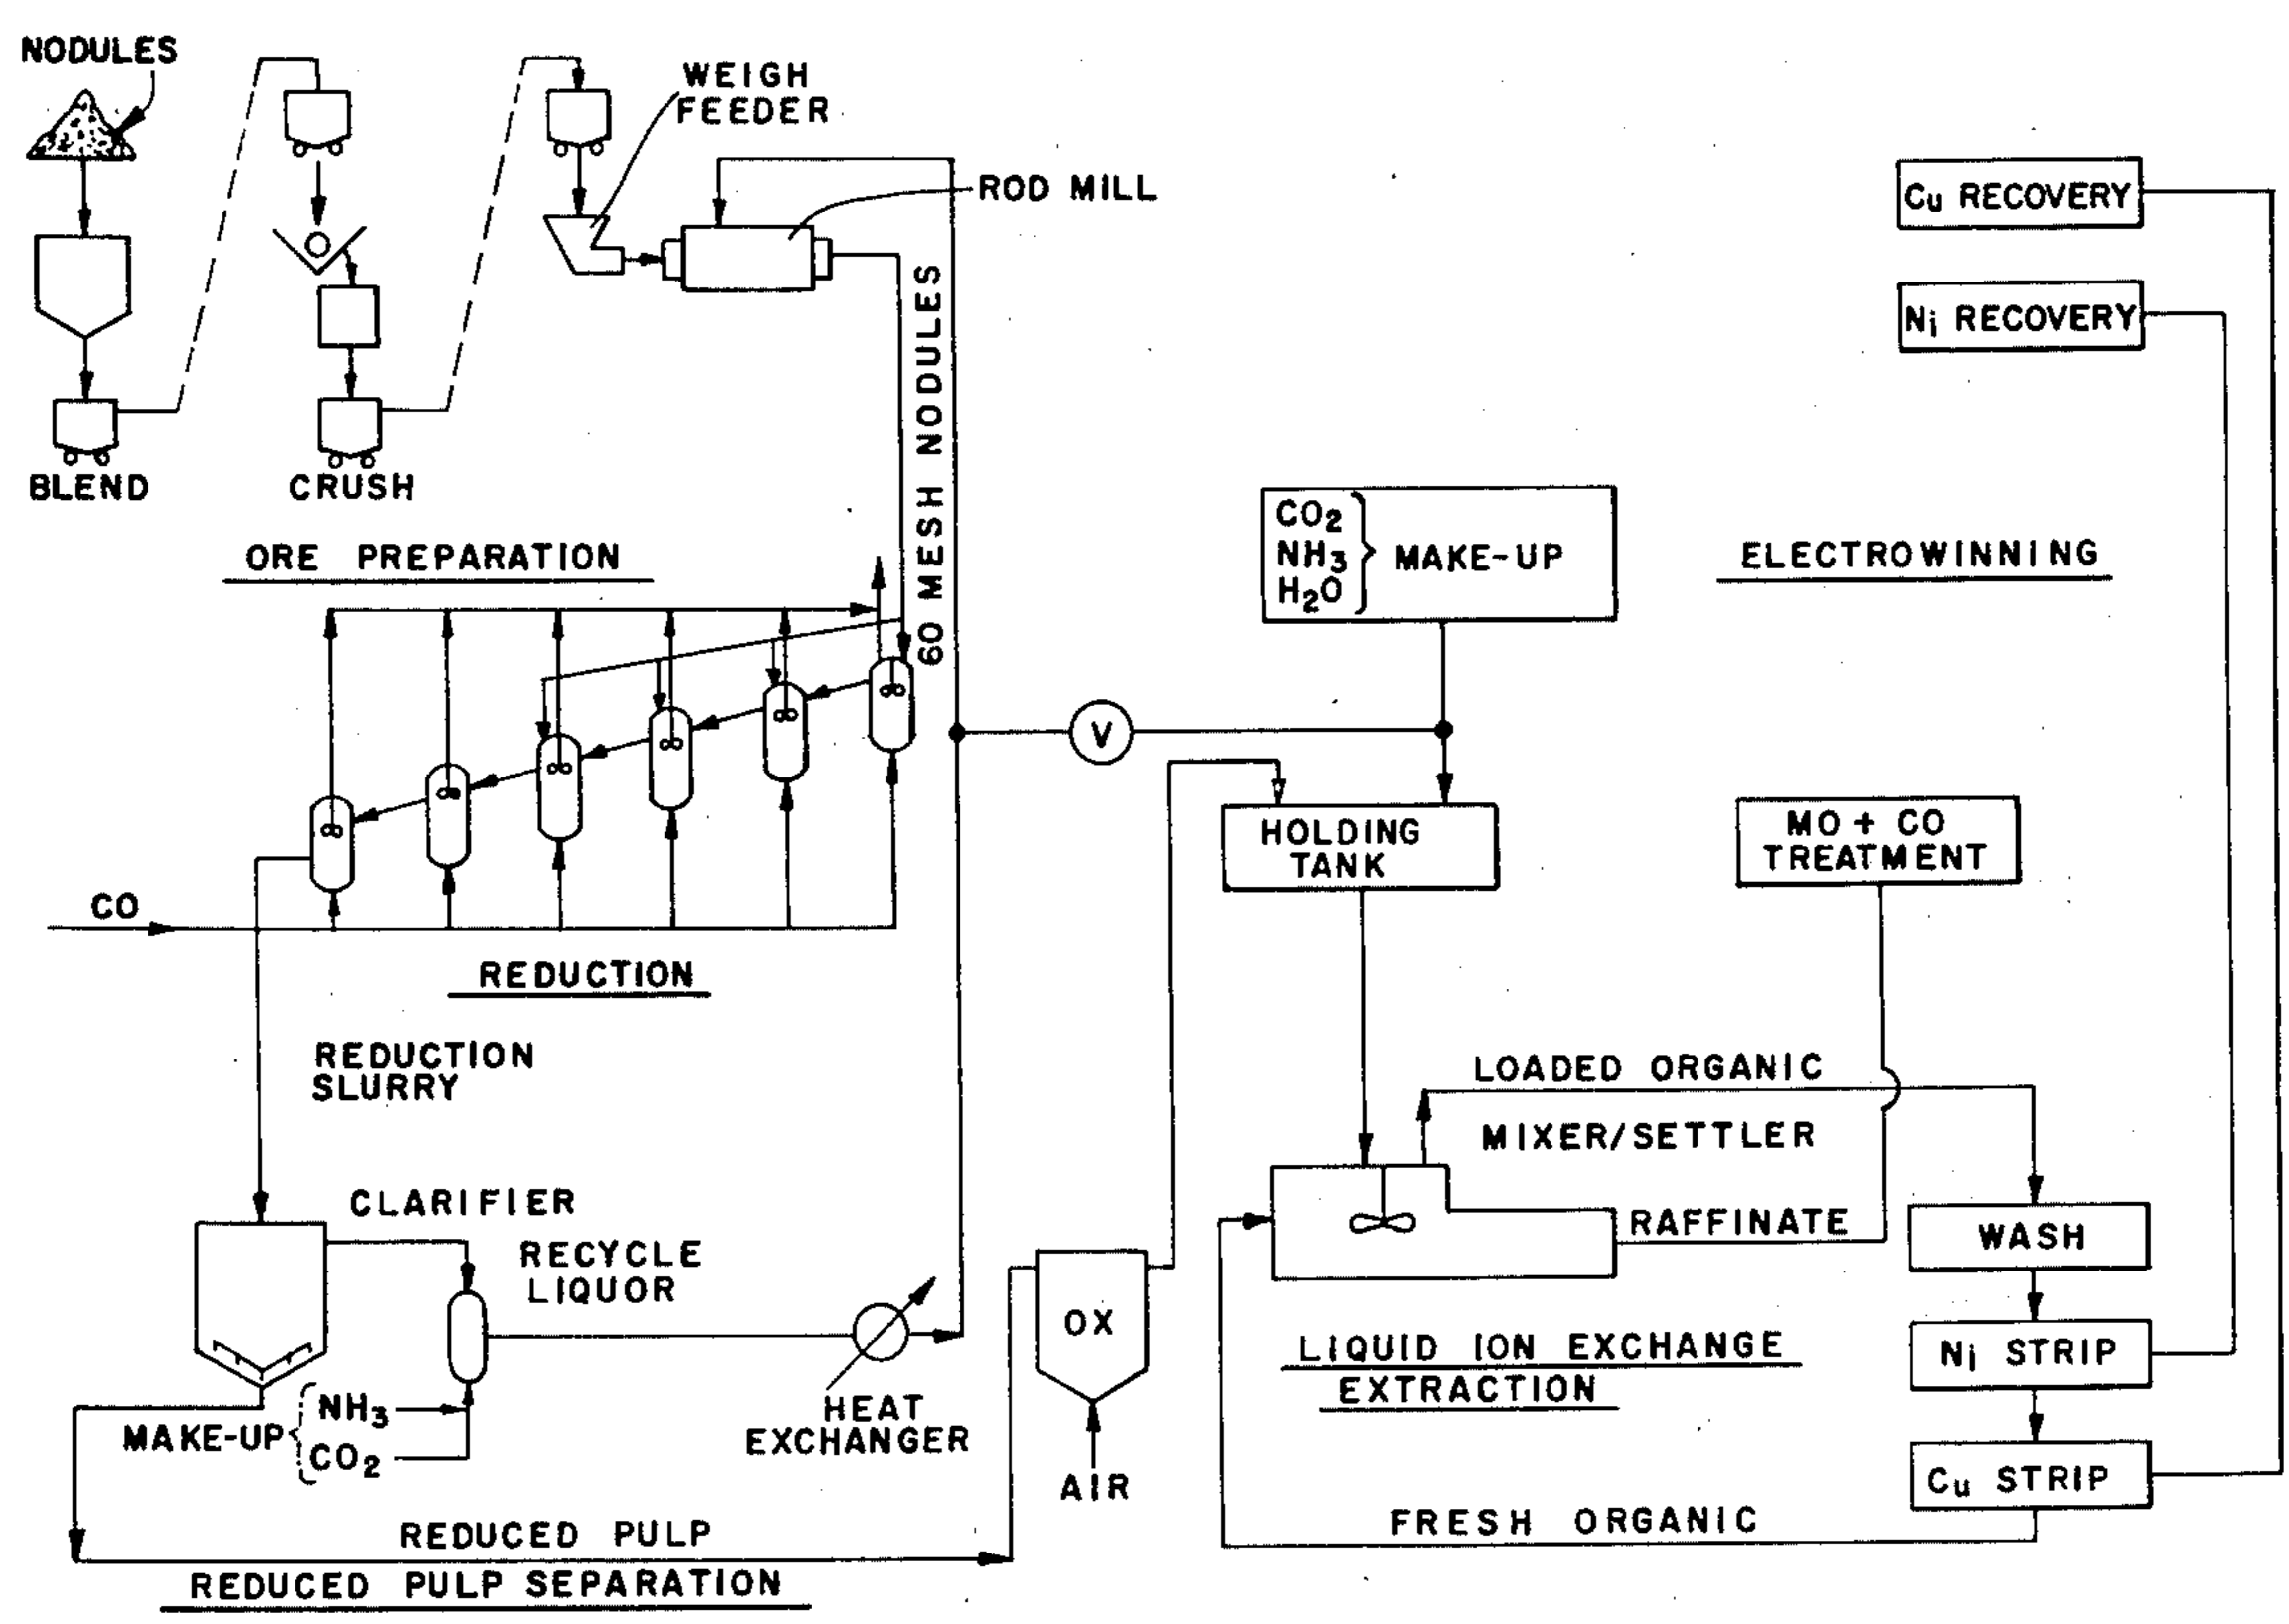 NODULES
WEIGH
FEEDER
ROD MILL
Cu RECOVERY
Ni RECOVERY
60 MESH NODULES
BLEND
CRUSH
ORE PREPARATION
CO2
NH3
H2O
MAKE-UP
ELECTROWINNING
V
HOLDING
TANK
MO + CO
TREATMENT
CO
REDUCTION
REDUCTION
SLURRY
LOADED ORGANIC
MIXER/SETTLER
CLARIFIER
RECYCLE
LIQUOR
RAFFINATE
WASH
OX
LIQUID ION EXCHANGE
EXTRACTION
Ni STRIP
NH3
MAKE-UP
CO2
HEAT
EXCHANGER
AIR
Cu STRIP
FRESH ORGANIC
REDUCED PULP
REDUCED PULP SEPARATION